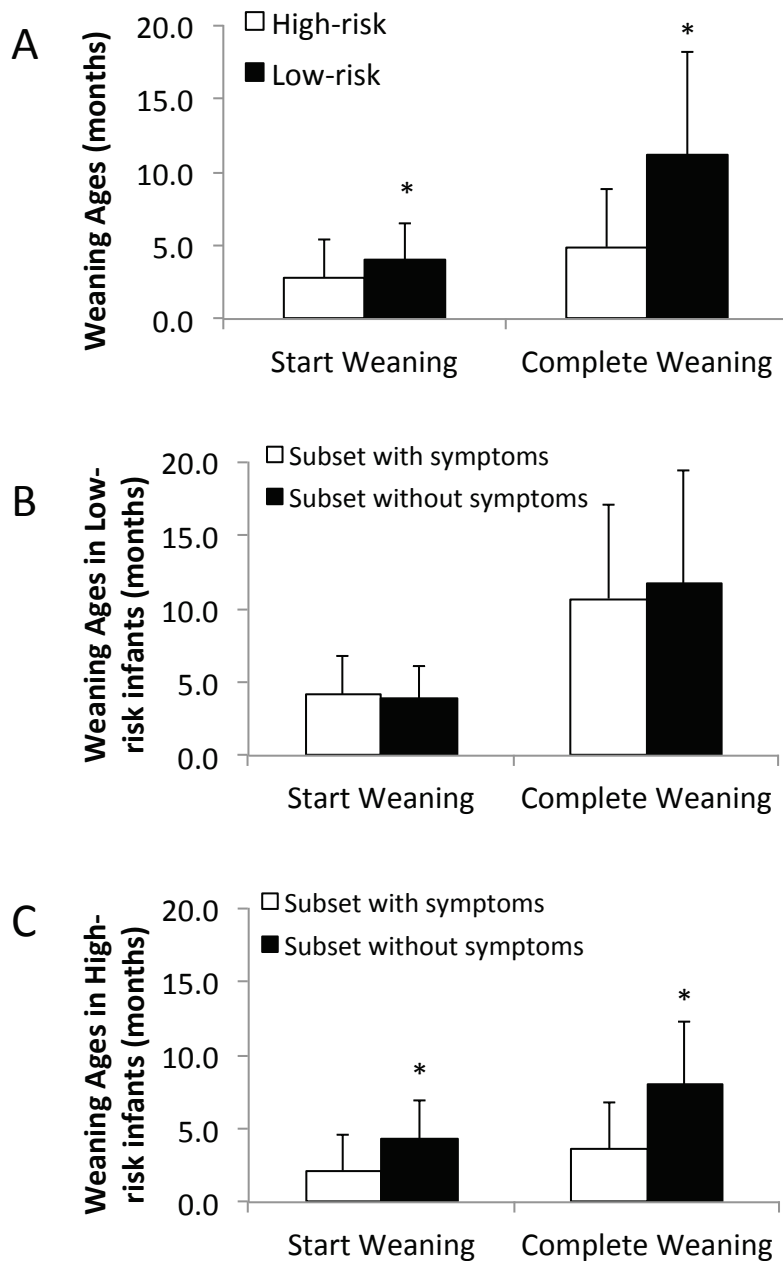 A
Weaning Ages (months)
20.0
15.0
10.0
5.0
0.0
High-risk
Low-risk
*
*
Start Weaning
Complete Weaning
B
Weaning Ages in Low-
risk infants (months)
20.0
15.0
10.0
5.0
0.0
Subset with symptoms
Subset without symptoms
Start Weaning
Complete Weaning
C
Weaning Ages in High-
risk infants (months)
20.0
15.0
10.0
5.0
0.0
Subset with symptoms
Subset without symptoms
*
*
Start Weaning
Complete Weaning